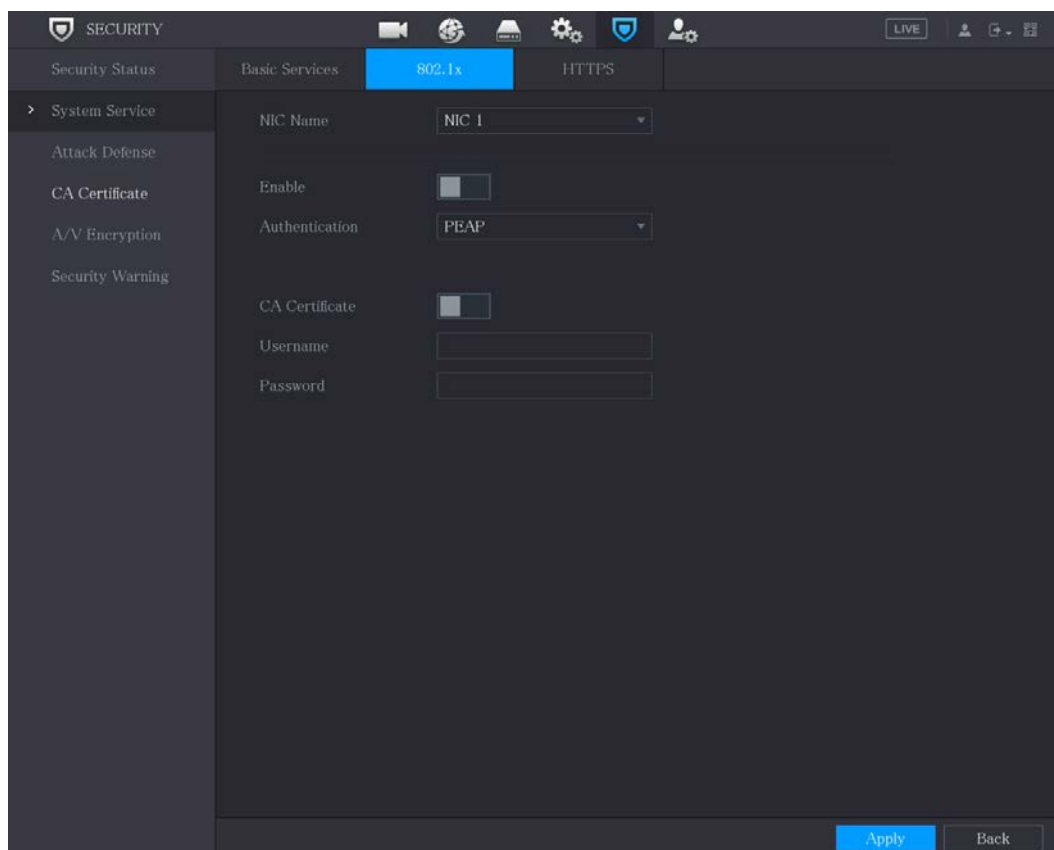 SECURITY
LIVE
Security Status
Basic Services
802.1x
HTTPS
System Service
Attack Defense
CA Certificate
A/V Encryption
Security Warning
NIC Name
NIC 1
Enable
Authentication
PEAP
CA Certificate
Username
Password
Apply
Back